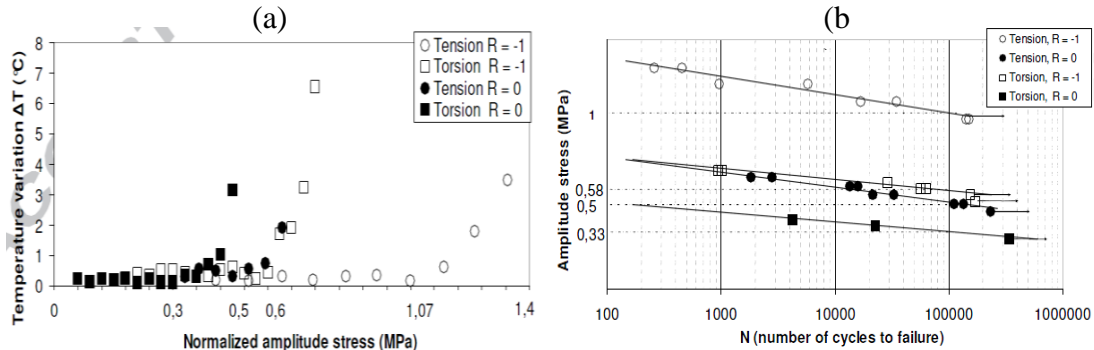 (a)
Temperature variation ΔT (°C)
8
7
6
5
4
3
2
1
0
0
0,3
0,5
0,6
1,07
1,4
Normalized amplitude stress (MPa)
Tension R = -1
Torsion R = -1
Tension R = 0
Torsion R = 0
(b)
Amplitude stress (MPa)
1
0,58
0,5
0,33
100
1000
10000
100000
1000000
N (number of cycles to failure)
Tension, R = -1
Tension, R = 0
Torsion, R = -1
Torsion, R = 0